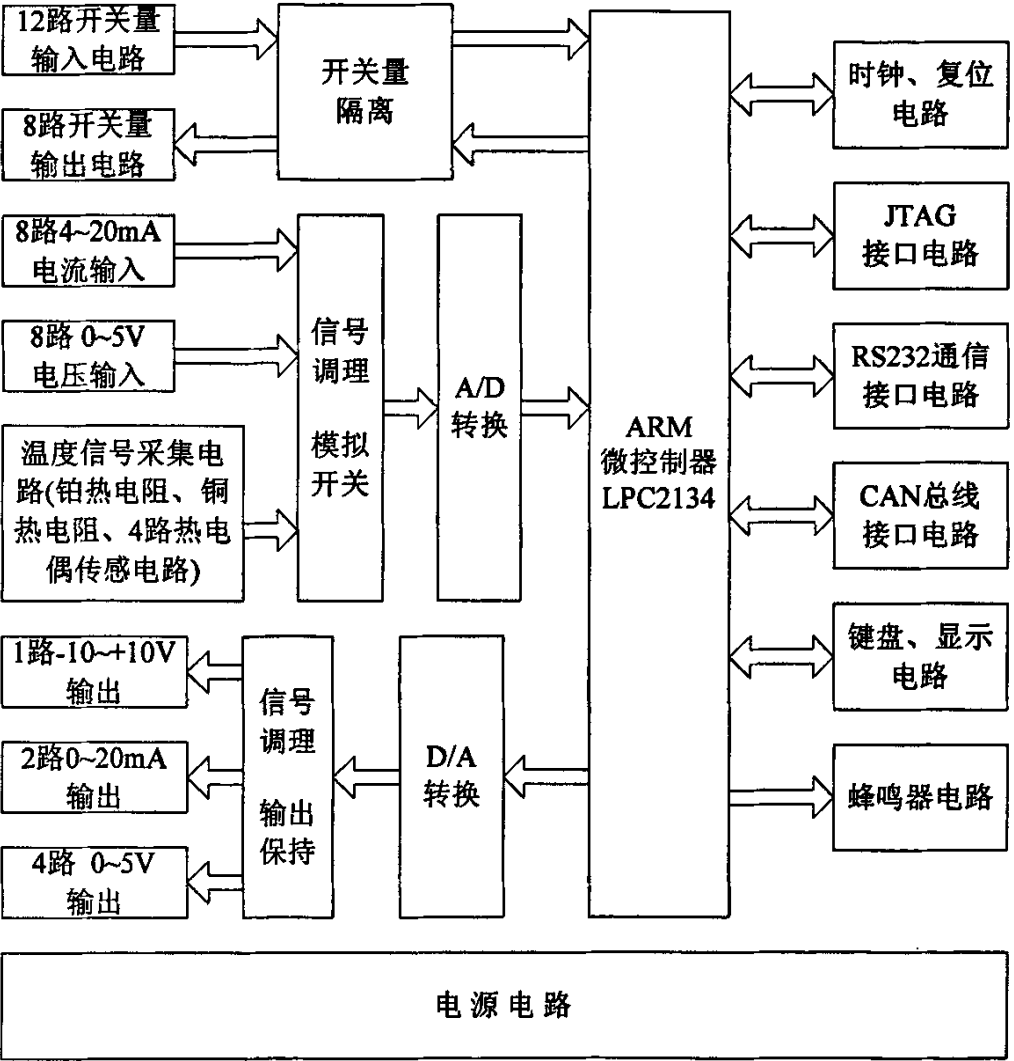 12路开关量
输入电路
8路开关量
输出电路
开关量
隔离
8路4~20mA
电流输入
8路 0~5V
电压输入
温度信号采集电
路(铂热电阻、铜
热电阻、4路热电
偶传感电路)
信号
调理
模拟
开关
A/D
转换
1路-10~+10V
输出
2路0~20mA
输出
4路 0~5V
输出
信号
调理
输出
保持
D/A
转换
ARM
微控制器
LPC2134
时钟、复位
电路
JTAG
接口电路
RS232通信
接口电路
CAN总线
接口电路
键盘、显示
电路
蜂鸣器电路
电源电路